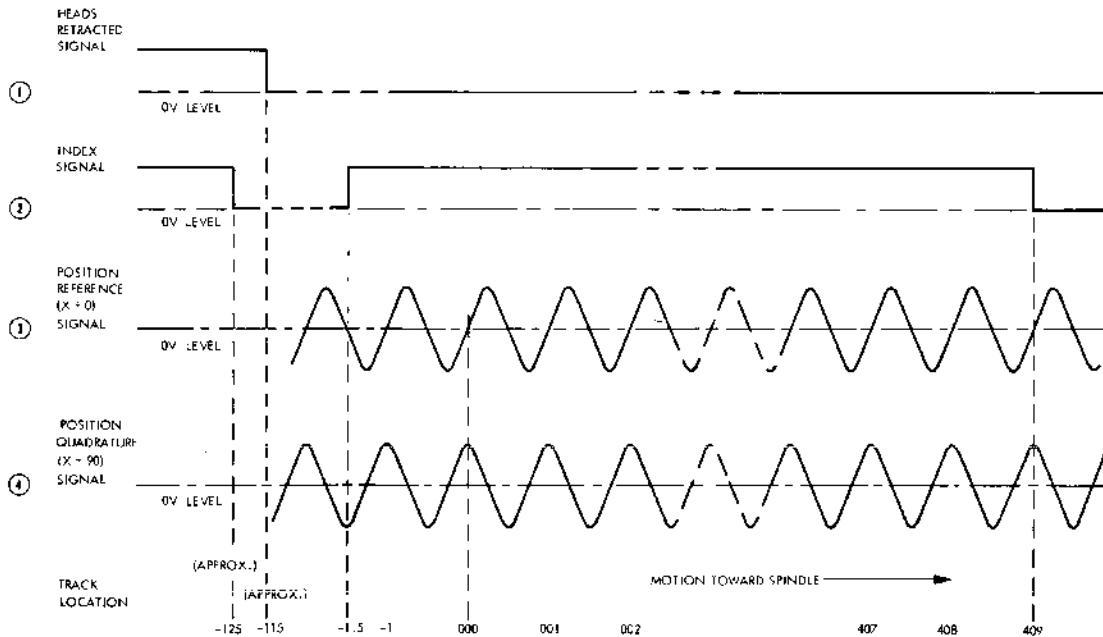 HEADS
RETRACTED
SIGNAL
①
0V LEVEL
INDEX
SIGNAL
②
0V LEVEL
POSITION
REFERENCE
(X + 0)
SIGNAL
③
0V LEVEL
POSITION
QUADRATURE
(X - 90)
SIGNAL
④
0V LEVEL
(APPROX.)
(APPROX.)
TRACK
LOCATION
MOTION TOWARD SPINDLE
-125 -115 -1.5 -1 000 001 002 407 408 409